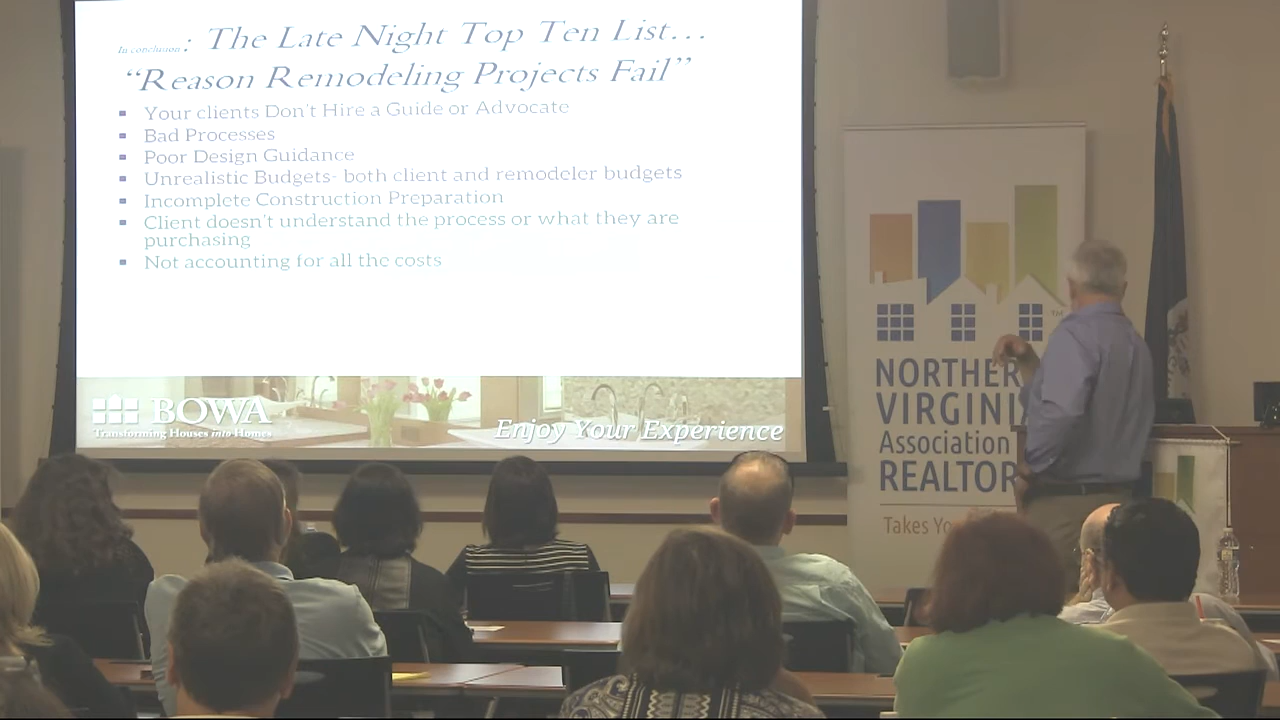 In conclusion: The Late Night Top Ten List…
“Reason Remodeling Projects Fail”
Your clients Don't Hire a Guide or Advocate
Bad Processes
Poor Design Guidance
Unrealistic Budgets- both client and remodeler budgets
Incomplete Construction Preparation
Client doesn't understand the process or what they are
purchasing
Not accounting for all the costs
BOWA
Transforming Houses into Homes
Enjoy Your Experience
TM
NORTHER
VIRGINI
Association
REALTOR
Takes Yo